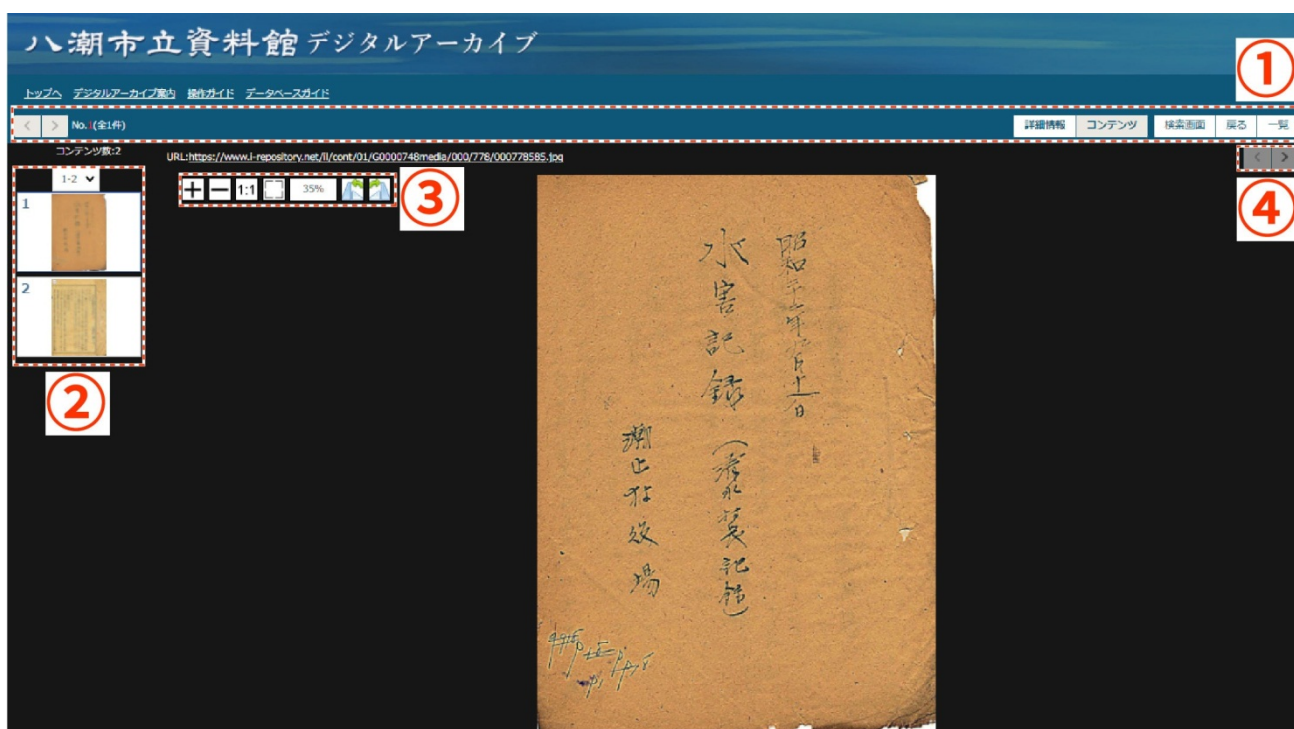 八潮市立資料館 デジタルアーカイブ
①
トップへ デジタルアーカイブ案内 操作ガイド データベースガイド
< > No.1(全1件)
詳細情報 コンテンツ 検索画面 戻る 一覧
コンテンツ数:2
URL:https://www.i-repository.net/il/cont/01/G0000748media/000/778/000778585.jpg
< >
④
1-2
1
2
②
1:1 35%
③
昭和二十二年九月十六日
水害記録
潮止村役場